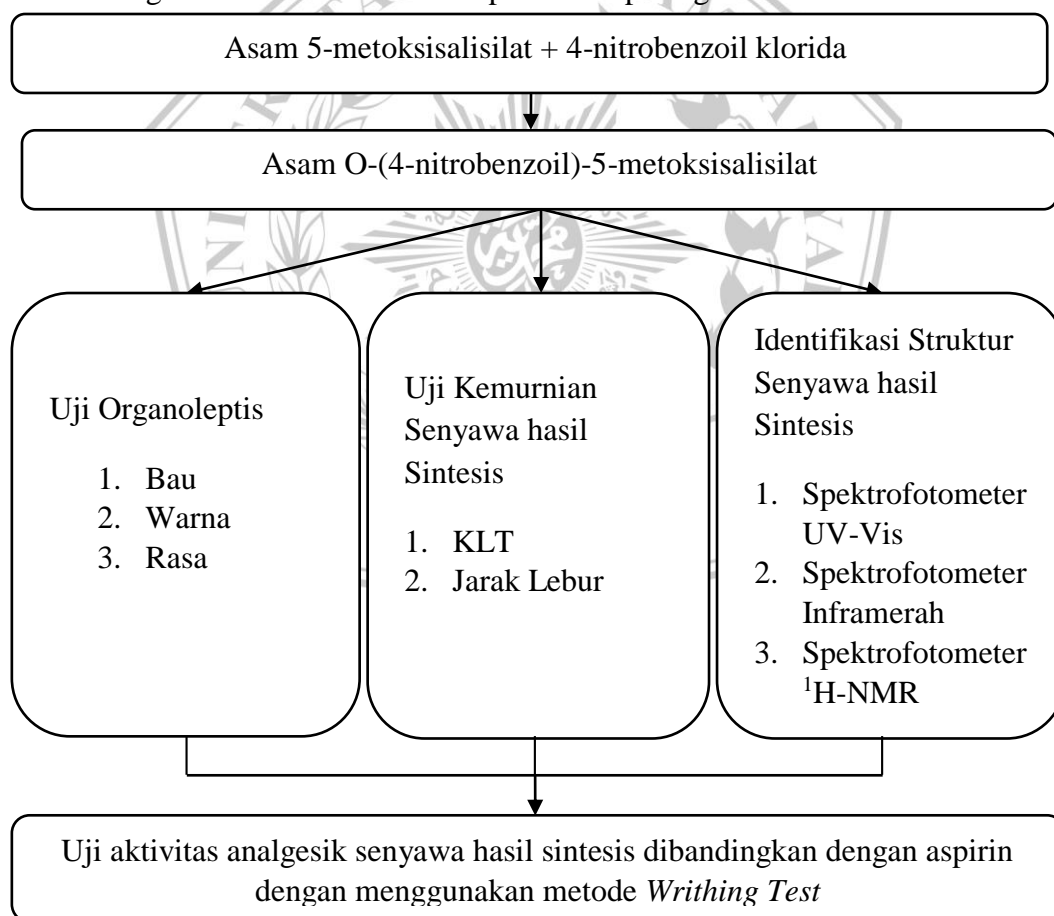 Asam 5-metoksisalisilat + 4-nitrobenzoil klorida
Asam O-(4-nitrobenzoil)-5-metoksisalisilat
Uji Organoleptis
1. Bau
2. Warna
3. Rasa
Uji Kemurnian
Senyawa hasil
Sintesis
1. KLT
2. Jarak Lebur
Identifikasi Struktur
Senyawa hasil
Sintesis
1. Spektrofotometer
UV-Vis
2. Spektrofotometer
Inframerah
3. Spektrofotometer
¹H-NMR
Uji aktivitas analgesik senyawa hasil sintesis dibandingkan dengan aspirin
dengan menggunakan metode Writhing Test